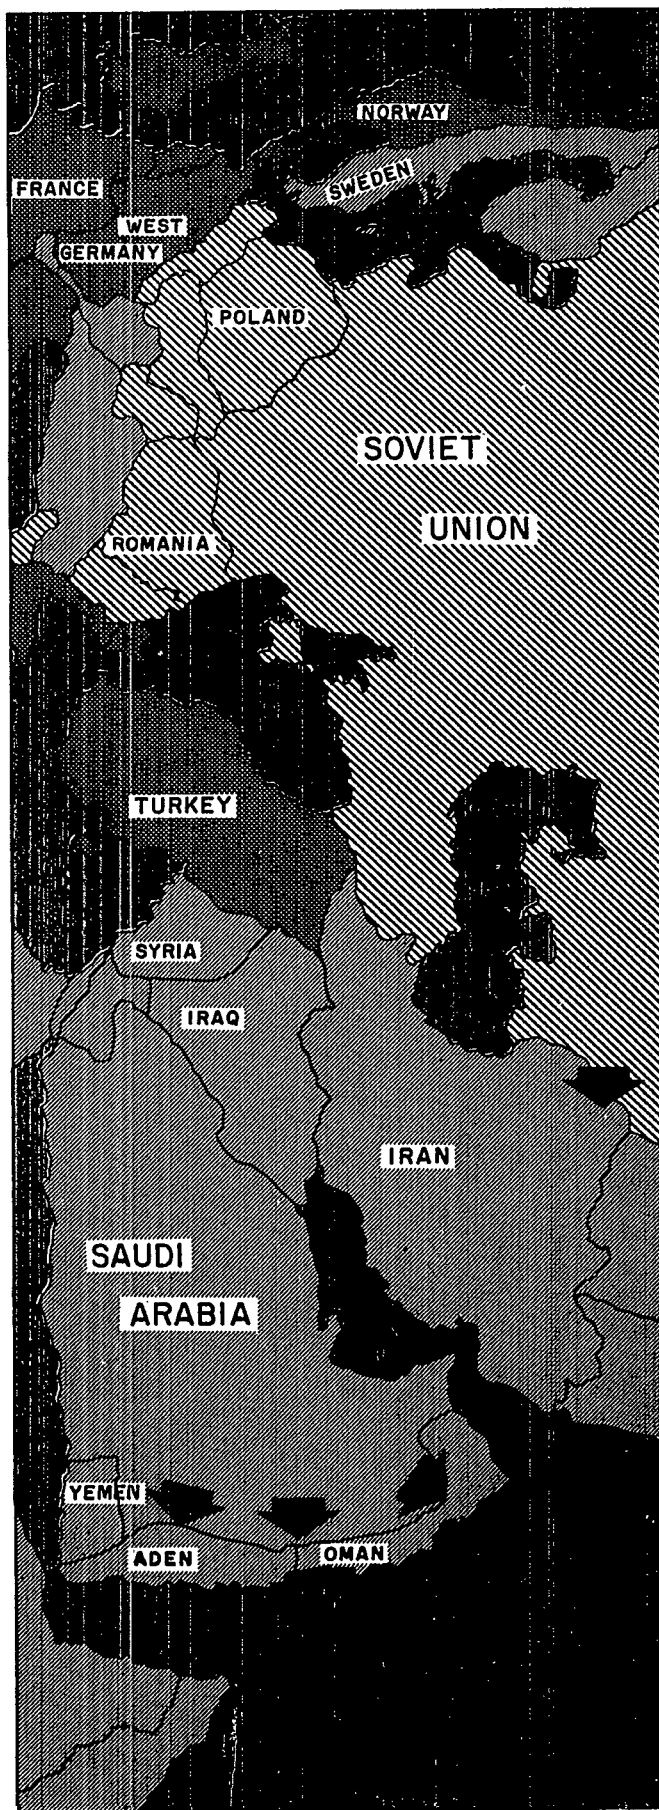 NORWAY
FRANCE
SWEDEN
WEST
GERMANY
POLAND
SOVIET
UNION
ROMANIA
TURKEY
SYRIA
IRAQ
IRAN
SAUDI
ARABIA
YEMEN
ADEN
OMAN